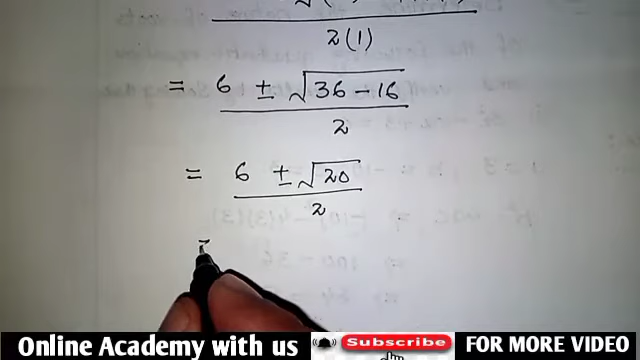 2(1)
= 6 ± √36-16
2
= 6 ± √20
2
Online Academy with us Subscribe FOR MORE VIDEO